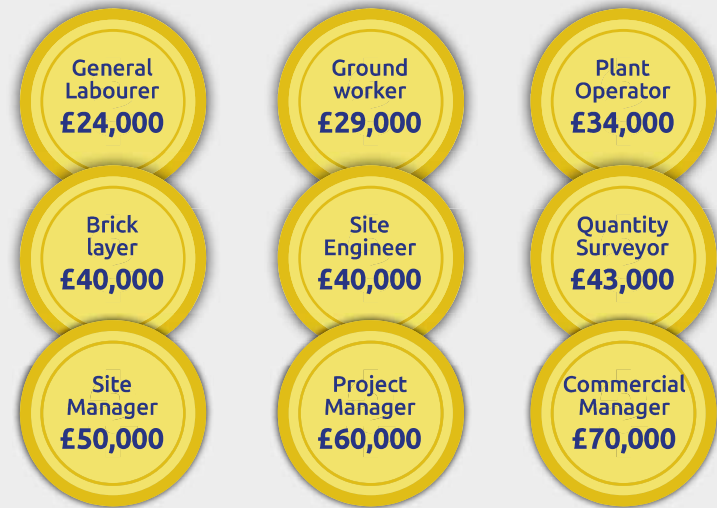 General
Labourer
£24,000
Ground
worker
£29,000
Plant
Operator
£34,000
Brick
layer
£40,000
Site
Engineer
£40,000
Quantity
Surveyor
£43,000
Site
Manager
£50,000
Project
Manager
£60,000
Commercial
Manager
£70,000